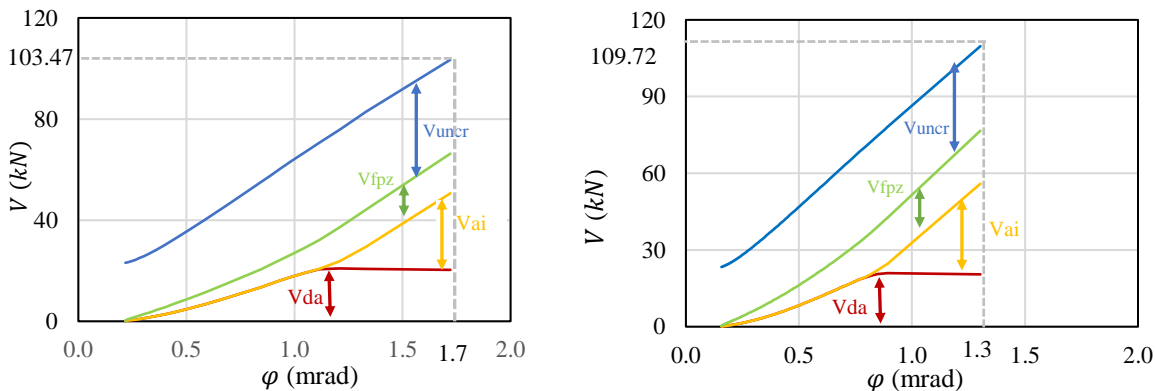 120
103.47
80
40
0
V (kN)
Vuncr
Vfpz
Vai
Vda
0.0 0.5 1.0 1.5 1.7 2.0
φ (mrad)
120
109.72
90
60
30
0
V (kN)
Vuncr
Vfpz
Vai
Vda
0.0 0.5 1.0 1.3 1.5 2.0
φ (mrad)